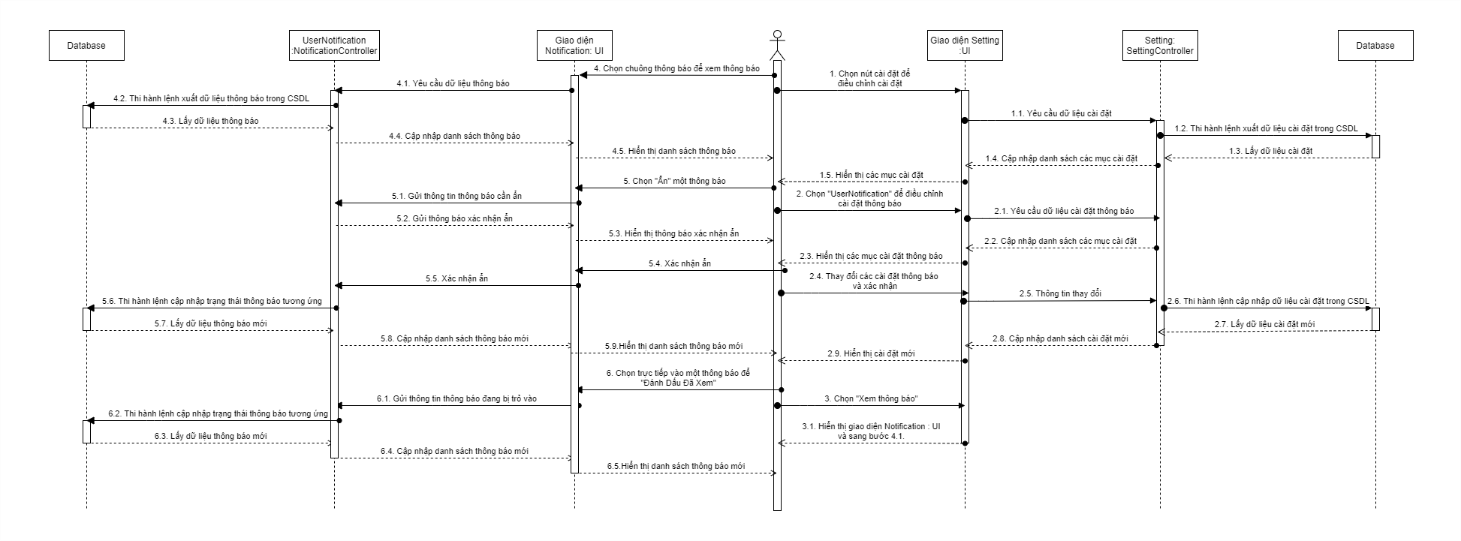 Database
UserNotification
:NotificationController
Giao diện
Notification: UI
Giao diện Setting
:UI
Setting:
SettingController
Database
4. Chọn chuông thông báo để xem thông báo
1. Chọn nút cài đặt để
điều chỉnh cài đặt
4.1. Yêu cầu dữ liệu thông báo
4.2. Thi hành lệnh xuất dữ liệu thông báo trong CSDL
1.1. Yêu cầu dữ liệu cài đặt
4.3. Lấy dữ liệu thông báo
1.2. Thi hành lệnh xuất dữ liệu cài đặt trong CSDL
4.4. Cập nhập danh sách thông báo
4.5. Hiển thị danh sách thông báo
1.3. Lấy dữ liệu cài đặt
1.4. Cập nhập danh sách các mục cài đặt
1.5. Hiển thị các mục cài đặt
5. Chọn "Ẩn" một thông báo
5.1. Gửi thông tin thông báo cần ẩn
2. Chọn "UserNotification" để điều chỉnh
cài đặt thông báo
5.2. Gửi thông báo xác nhận ẩn
2.1. Yêu cầu dữ liệu cài đặt thông báo
5.3. Hiển thị thông báo xác nhận ẩn
2.2. Cập nhập danh sách các mục cài đặt
2.3. Hiển thị các mục cài đặt thông báo
5.4. Xác nhận ẩn
5.5. Xác nhận ẩn
2.4. Thay đổi các cài đặt thông báo
và xác nhận
2.5. Thông tin thay đổi
5.6. Thi hành lệnh cập nhập trạng thái thông báo tương ứng
2.6. Thi hành lệnh cập nhập dữ liệu cài đặt trong CSDL
5.7. Lấy dữ liệu thông báo mới
2.7. Lấy dữ liệu cài đặt mới
5.8. Cập nhập danh sách thông báo mới
5.9.Hiển thị danh sách thông báo mới
2.8. Cập nhập danh sách cài đặt mới
2.9. Hiển thị cài đặt mới
6. Chọn trực tiếp vào một thông báo để
"Đánh Dấu Đã Xem"
6.1. Gửi thông tin thông báo đang bị trỏ vào
3. Chọn "Xem thông báo"
6.2. Thi hành lệnh cập nhập trạng thái thông báo tương ứng
3.1. Hiển thị giao diện Notification : UI
và sang bước 4.1.
6.3. Lấy dữ liệu thông báo mới
6.4. Cập nhập danh sách thông báo mới
6.5.Hiển thị danh sách thông báo mới